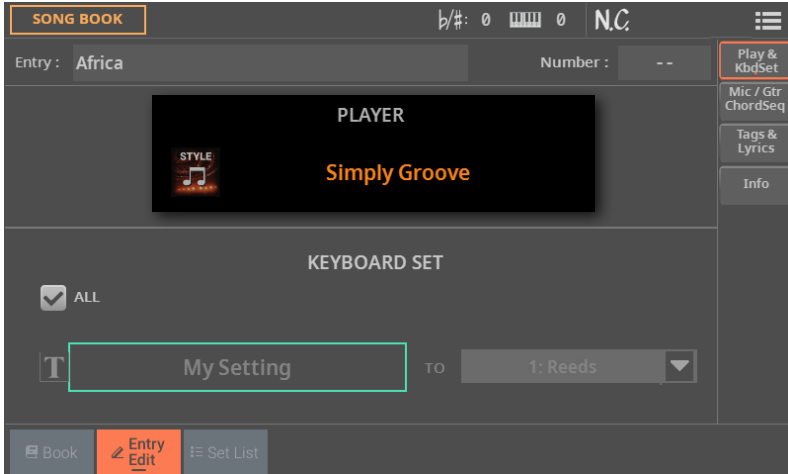 SONG BOOK
♭/♯: 0 0 N.C.
Entry : Africa Number : --
Play & KbdSet
Mic / Gtr ChordSeq
Tags & Lyrics
Info
PLAYER
STYLE
Simply Groove
KEYBOARD SET
ALL
T My Setting TO 1: Reeds
Book Entry Edit Set List